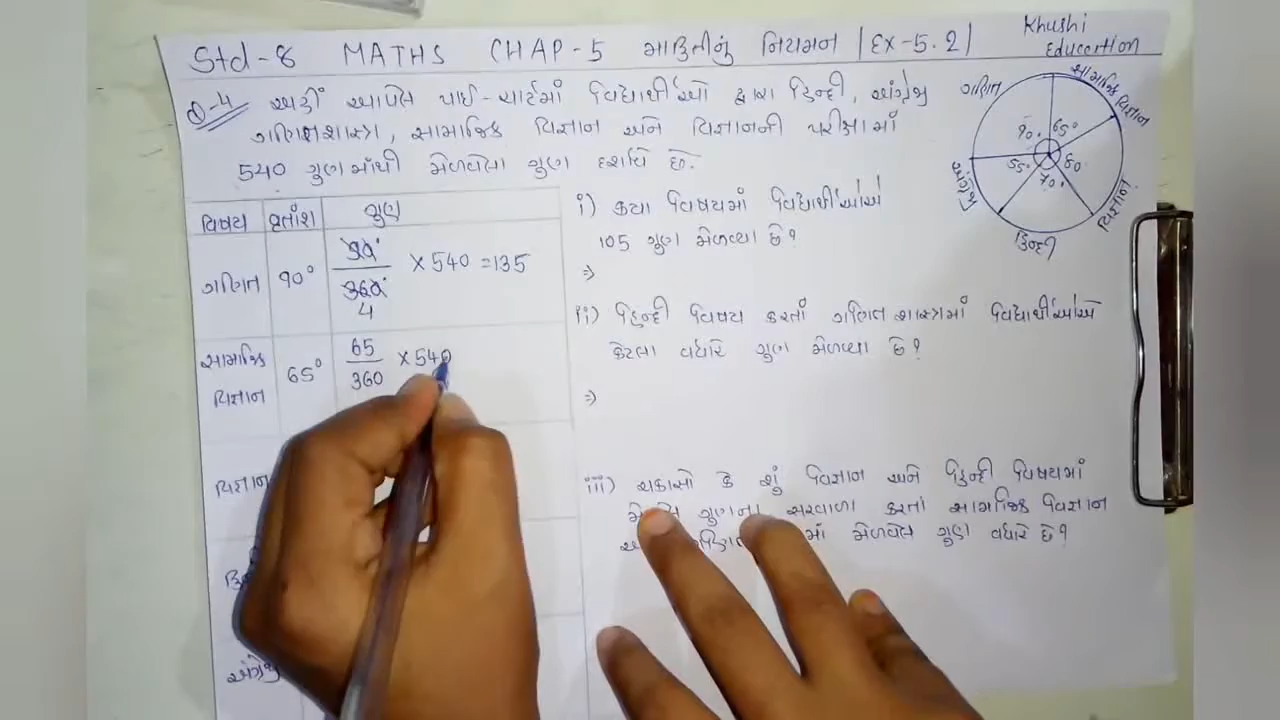 Std-8 MATHS CHAP-5 માહિતીનું નિયમન | EX-5.2 |
Khushi Education
Q-4 અહીં આપેલ પાઈ-ચાર્ટમાં વિદ્યાર્થીઓ દ્વારા હિન્દી, અંગ્રેજી
ગણિતશાસ્ત્ર, સામાજિક વિજ્ઞાન અને વિજ્ઞાનની પરીક્ષામાં
540 ગુણમાંથી મેળવેલા ગુણ દર્શાવે છે.
ગણિત
સામાજિક વિજ્ઞાન
90° 65°
55° 80
70°
અંગ્રેજી
વિજ્ઞાન
હિન્દી
વિષય વૃતાંશ ગુણ
ગણિત 90° 90°/360° 4 × 540 = 135
સામાજિક વિજ્ઞાન 65° 65/360 × 540
વિજ્ઞાન
અંગ્રેજી
i) કયા વિષયમાં વિદ્યાર્થીઓએ
105 ગુણ મેળવ્યા છે?
⇒
ii) હિન્દી વિષય કરતાં ગણિતશાસ્ત્રમાં વિદ્યાર્થીઓએ
કેટલા વધારે ગુણ મેળવ્યા છે?
⇒
iii) ચકાસો કે શું વિજ્ઞાન અને હિન્દી વિષયમાં
ગુણના સરવાળા કરતાં સામાજિક વિજ્ઞાન
માં મેળવેલ ગુણ વધારે છે?